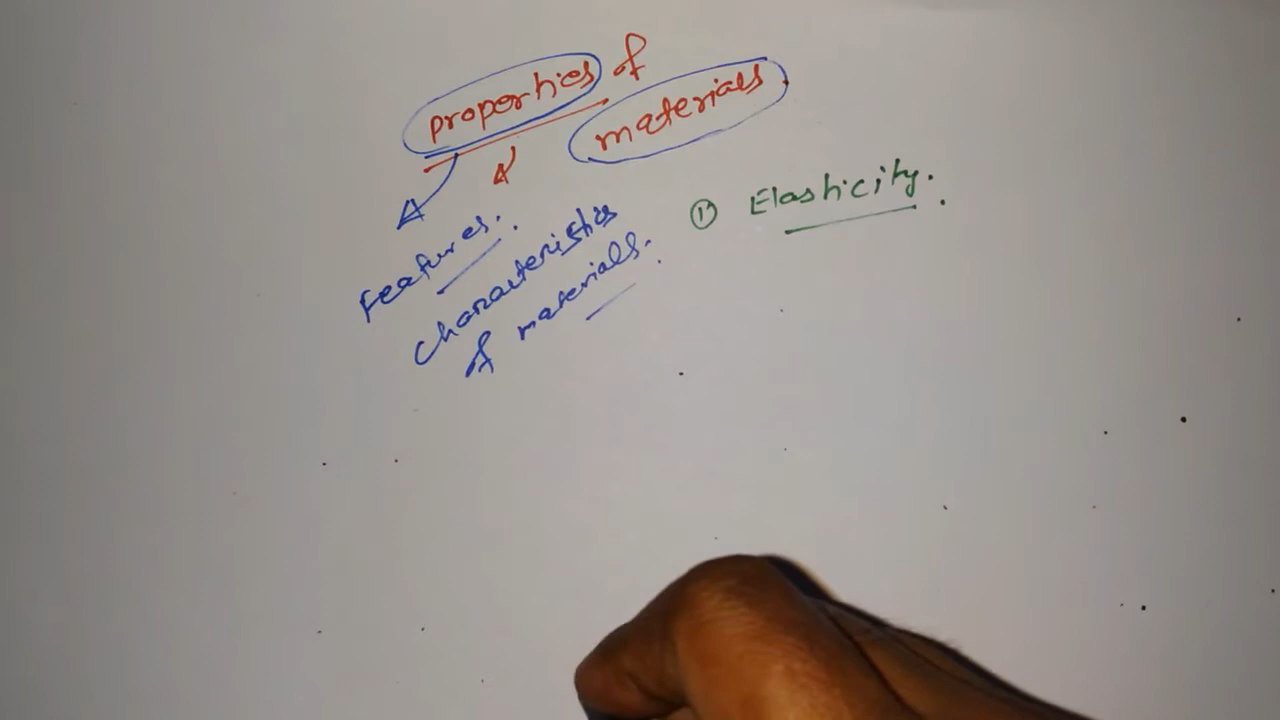 properties of
materials
Features.
characteristics
of materials.
① Elasticity.